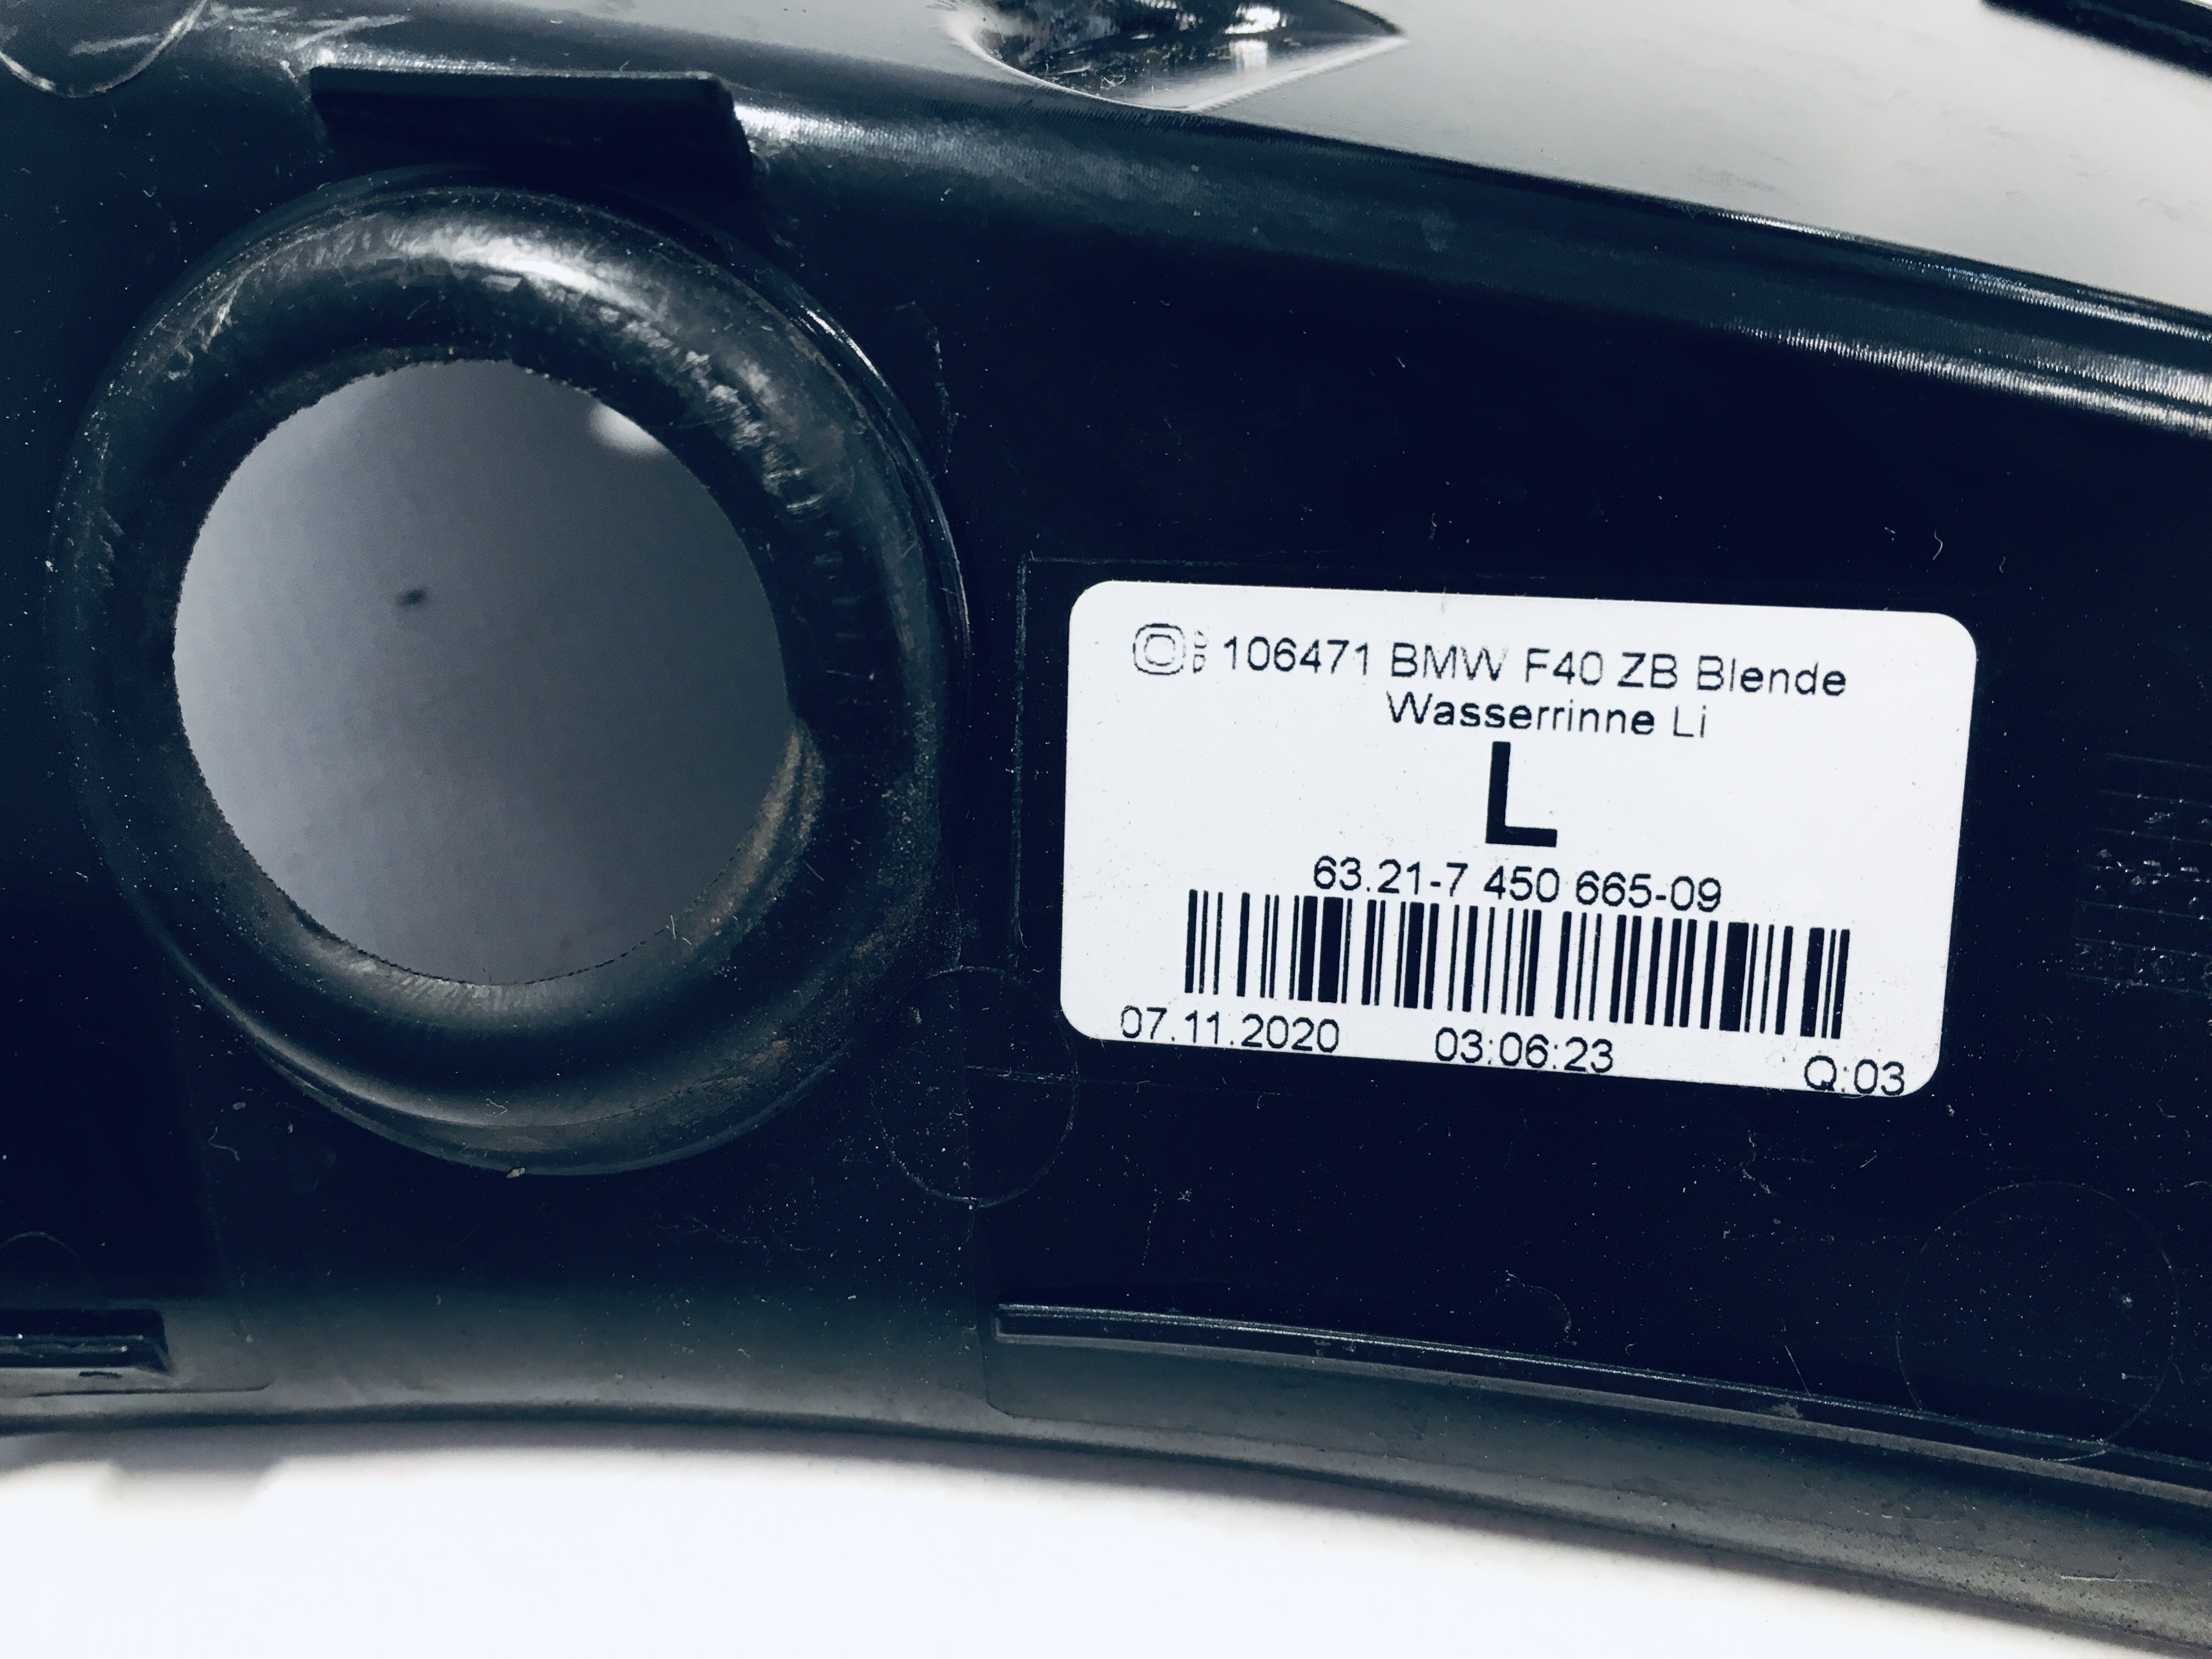 106471 BMW F40 ZB Blende
Wasserrinne Li
L
63.21-7 450 665-09
07.11.2020 03:06:23 Q:03